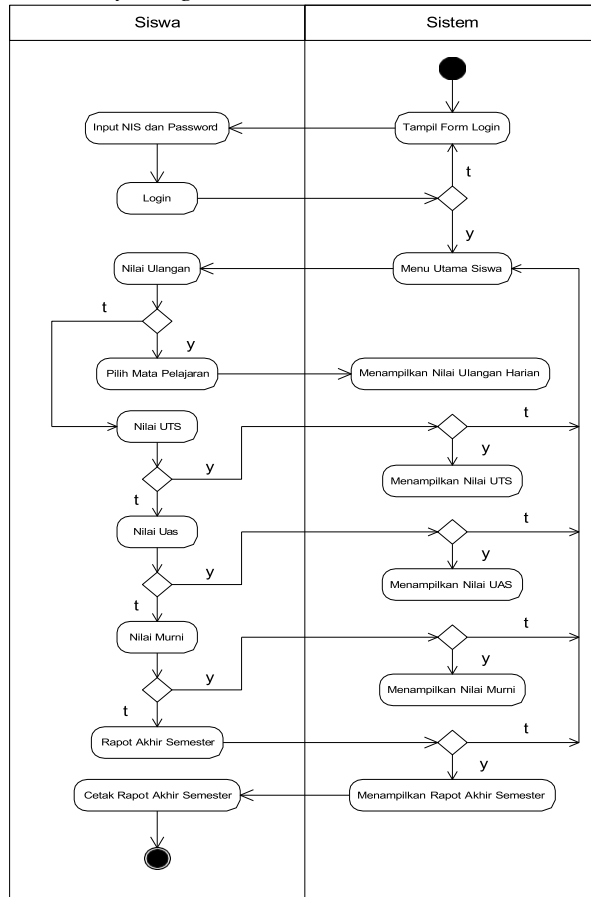 Siswa
Sistem
Input NIS dan Password
Tampil Form Login
t
Login
y
Nilai Ulangan
Menu Utama Siswa
t
y
Pilih Mata Pelajaran
Menampilkan Nilai Ulangan Harian
Nilai UTS
t
y
y
Menampilkan Nilai UTS
t
Nilai Uas
t
y
y
Menampilkan Nilai UAS
t
Nilai Murni
t
y
y
Menampilkan Nilai Murni
t
Rapot Akhir Semester
t
y
Cetak Rapot Akhir Semester
Menampilkan Rapot Akhir Semester